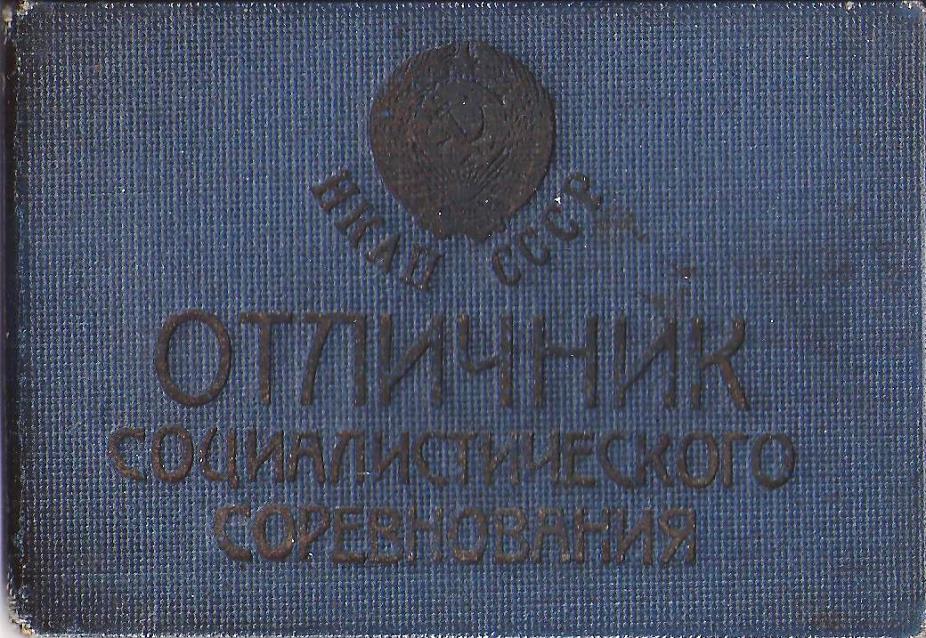 НКАП СССР
ОТЛИЧНИК
СОЦИАЛИСТИЧЕСКОГО
СОРЕВНОВАНИЯ